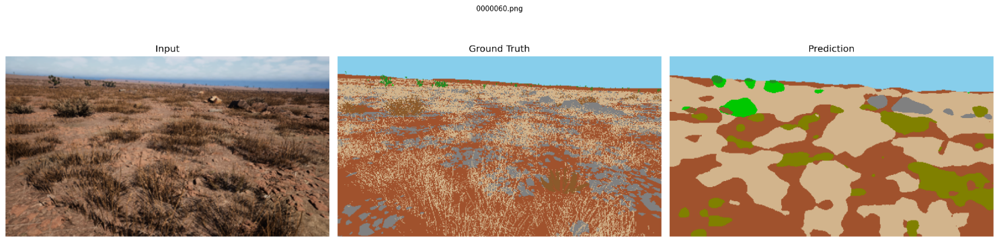 0000060.png
Input
Ground Truth
Prediction